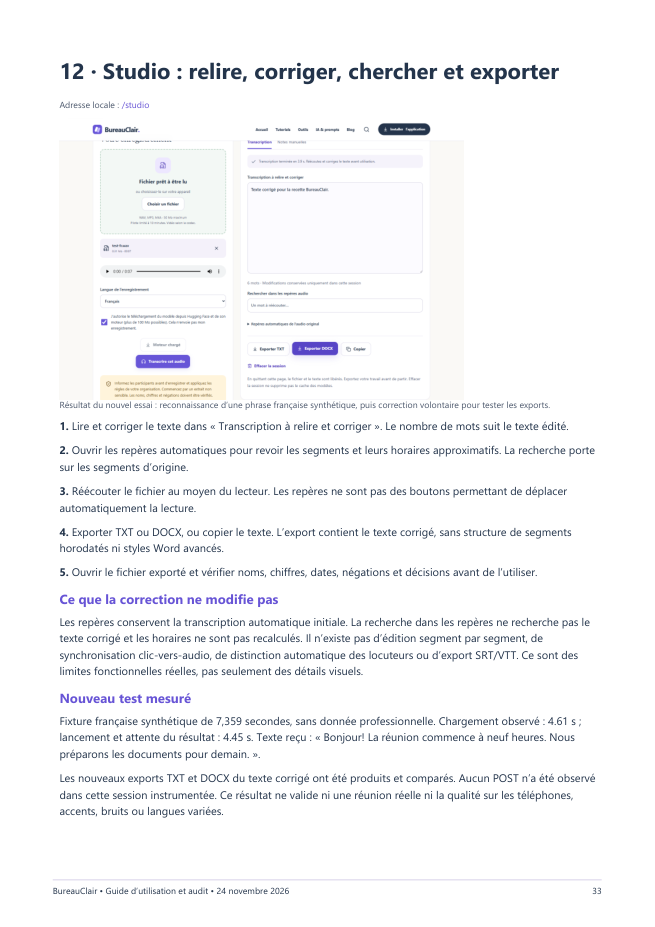 12 · Studio : relire, corriger, chercher et exporter
Adresse locale : /studio
BureauClair.
Accueil Tutoriels Outils IA & prompts Blog
Installer l'application
Fichier prêt à être lu
ou choisissez-le sur votre appareil
Choisir un fichier
0:00 / 0:07
Langue de l'enregistrement
Français
Moteur chargé
Transcrire cet audio
Transcription Notes manuelles
Transcription à relire et corriger
Texte corrigé pour la recette BureauClair.
Rechercher dans les repères audio
Un mot à retrouver...
Repères automatiques de l'audio original
Exporter TXT Exporter DOCX Copier
Effacer la session
Résultat du nouvel essai : reconnaissance d'une phrase française synthétique, puis correction volontaire pour tester les exports.
1. Lire et corriger le texte dans « Transcription à relire et corriger ». Le nombre de mots suit le texte édité.
2. Ouvrir les repères automatiques pour revoir les segments et leurs horaires approximatifs. La recherche porte
sur les segments d'origine.
3. Réécouter le fichier au moyen du lecteur. Les repères ne sont pas des boutons permettant de déplacer
automatiquement la lecture.
4. Exporter TXT ou DOCX, ou copier le texte. L'export contient le texte corrigé, sans structure de segments
horodatés ni styles Word avancés.
5. Ouvrir le fichier exporté et vérifier noms, chiffres, dates, négations et décisions avant de l'utiliser.
Ce que la correction ne modifie pas
Les repères conservent la transcription automatique initiale. La recherche dans les repères ne recherche pas le
texte corrigé et les horaires ne sont pas recalculés. Il n'existe pas d'édition segment par segment, de
synchronisation clic-vers-audio, de distinction automatique des locuteurs ou d'export SRT/VTT. Ce sont des
limites fonctionnelles réelles, pas seulement des détails visuels.
Nouveau test mesuré
Fixture française synthétique de 7,359 secondes, sans donnée professionnelle. Chargement observé : 4.61 s ;
lancement et attente du résultat : 4.45 s. Texte reçu : « Bonjour! La réunion commence à neuf heures. Nous
préparons les documents pour demain. ».
Les nouveaux exports TXT et DOCX du texte corrigé ont été produits et comparés. Aucun POST n'a été observé
dans cette session instrumentée. Ce résultat ne valide ni une réunion réelle ni la qualité sur les téléphones,
accents, bruits ou langues variées.
BureauClair • Guide d'utilisation et audit • 24 novembre 2026
33